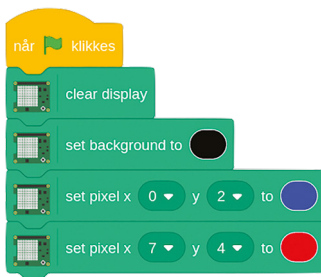 når klikkes
clear display
set background to
set pixel x 0 y 2 to
set pixel x 7 y 4 to